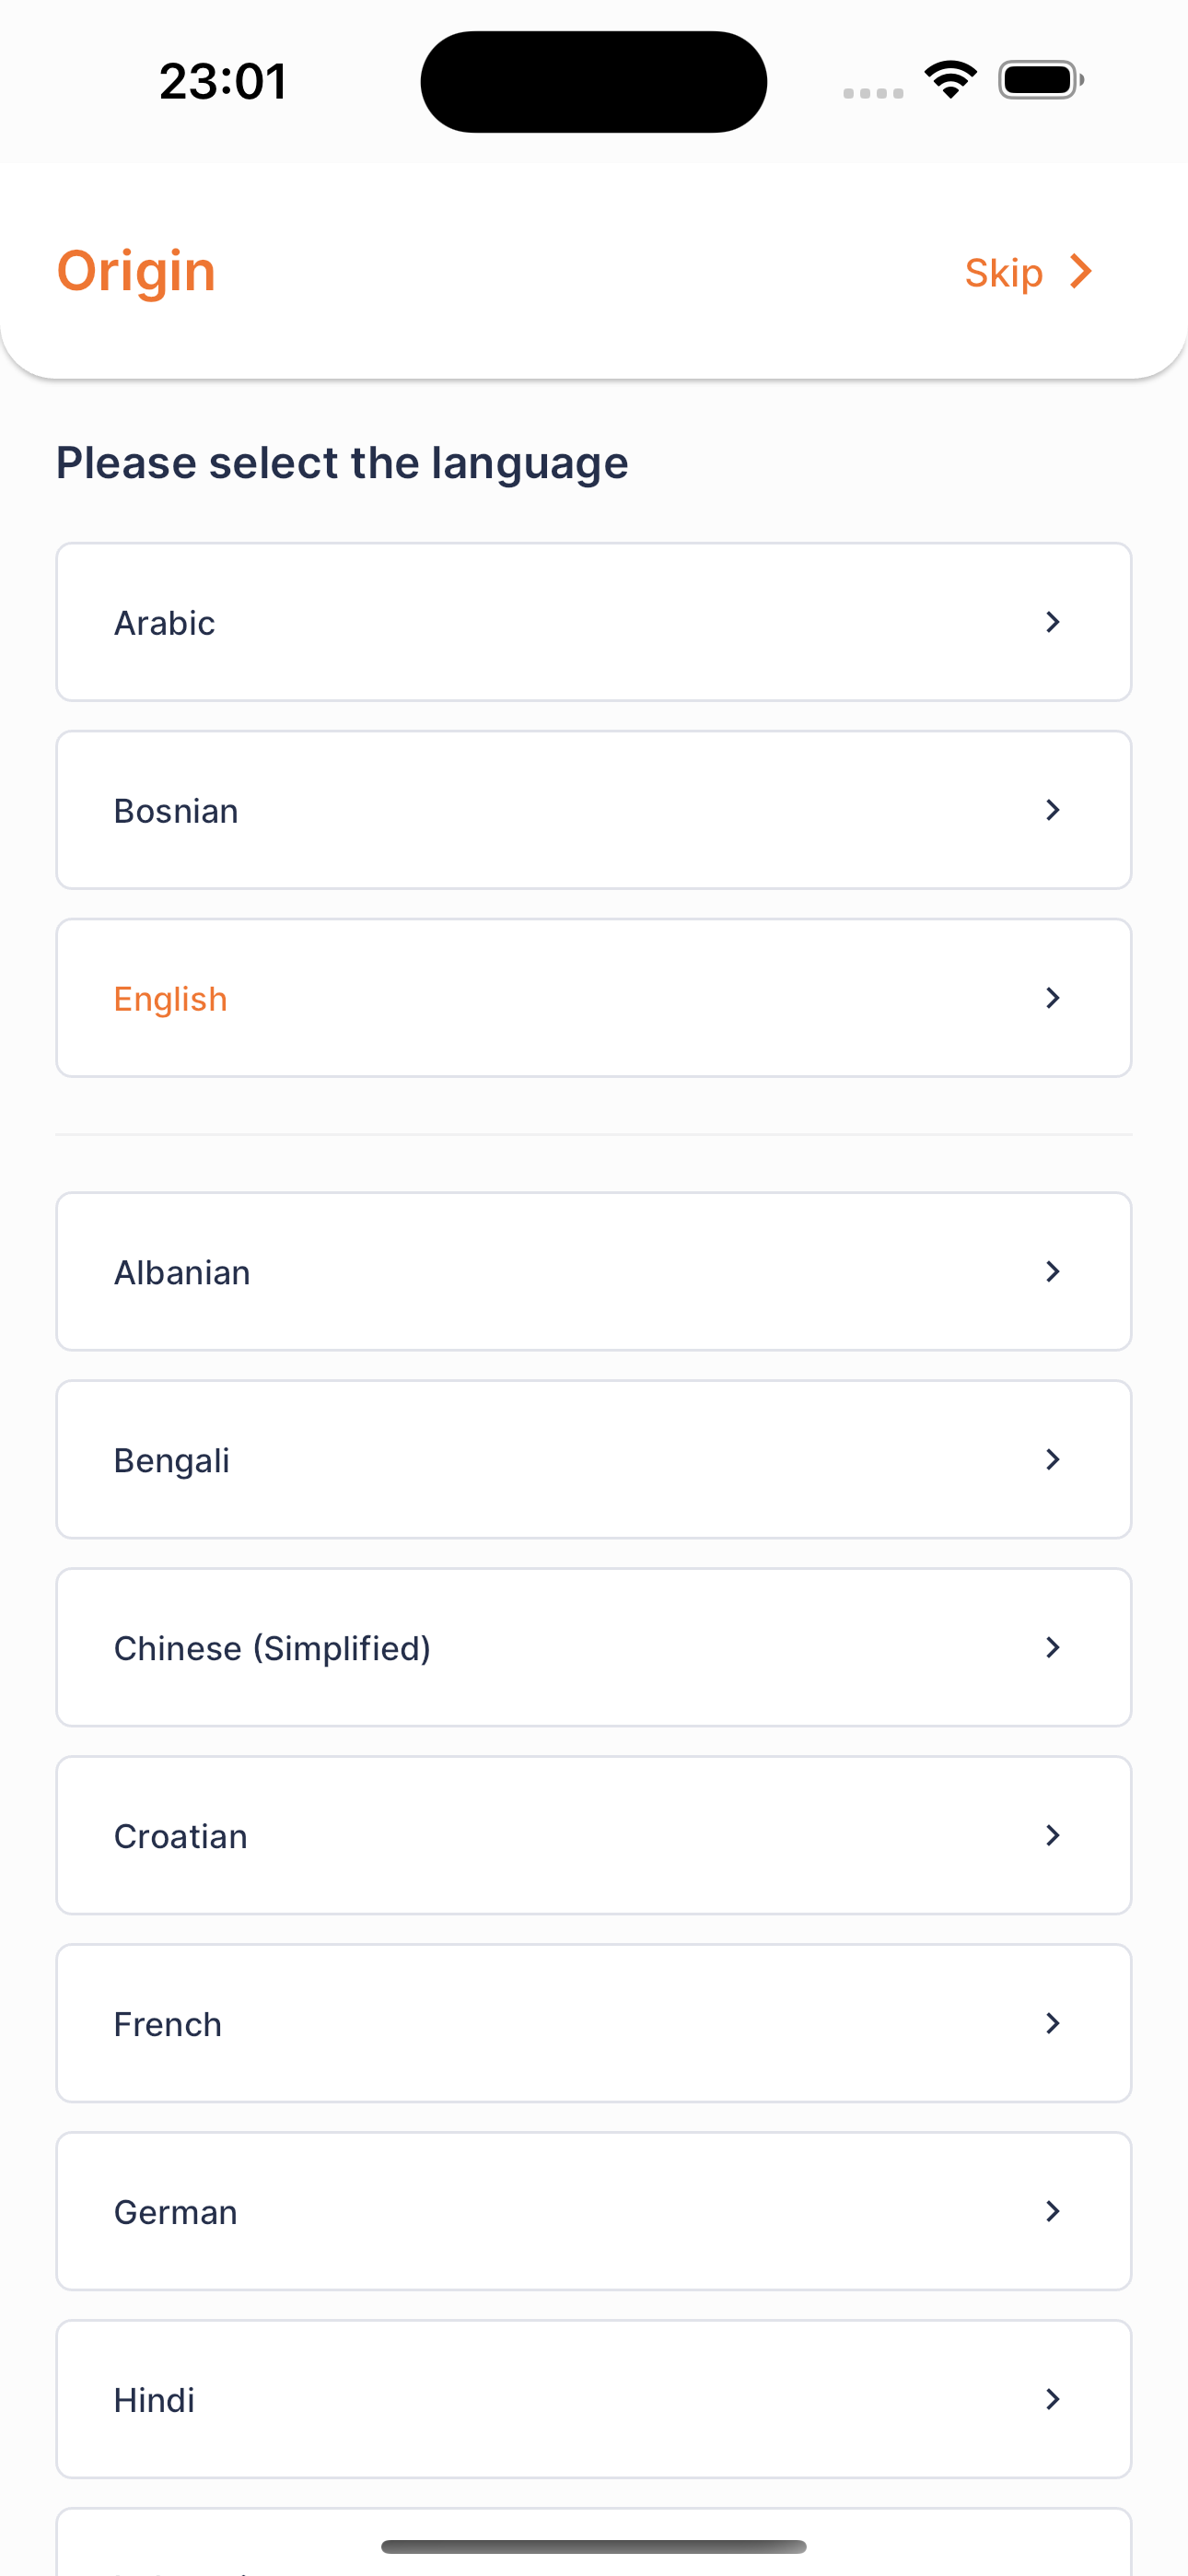 23:01
Origin
Skip
Please select the language
Arabic
Bosnian
English
Albanian
Bengali
Chinese (Simplified)
Croatian
French
German
Hindi